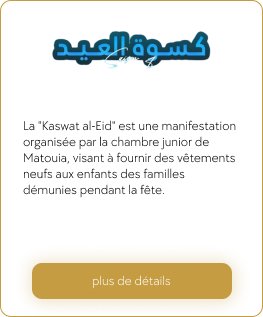 كسوة العيد
La "Kaswat al-Eid" est une manifestation
organisée par la chambre junior de
Matouia, visant à fournir des vêtements
neufs aux enfants des familles
démunies pendant la fête.
plus de détails